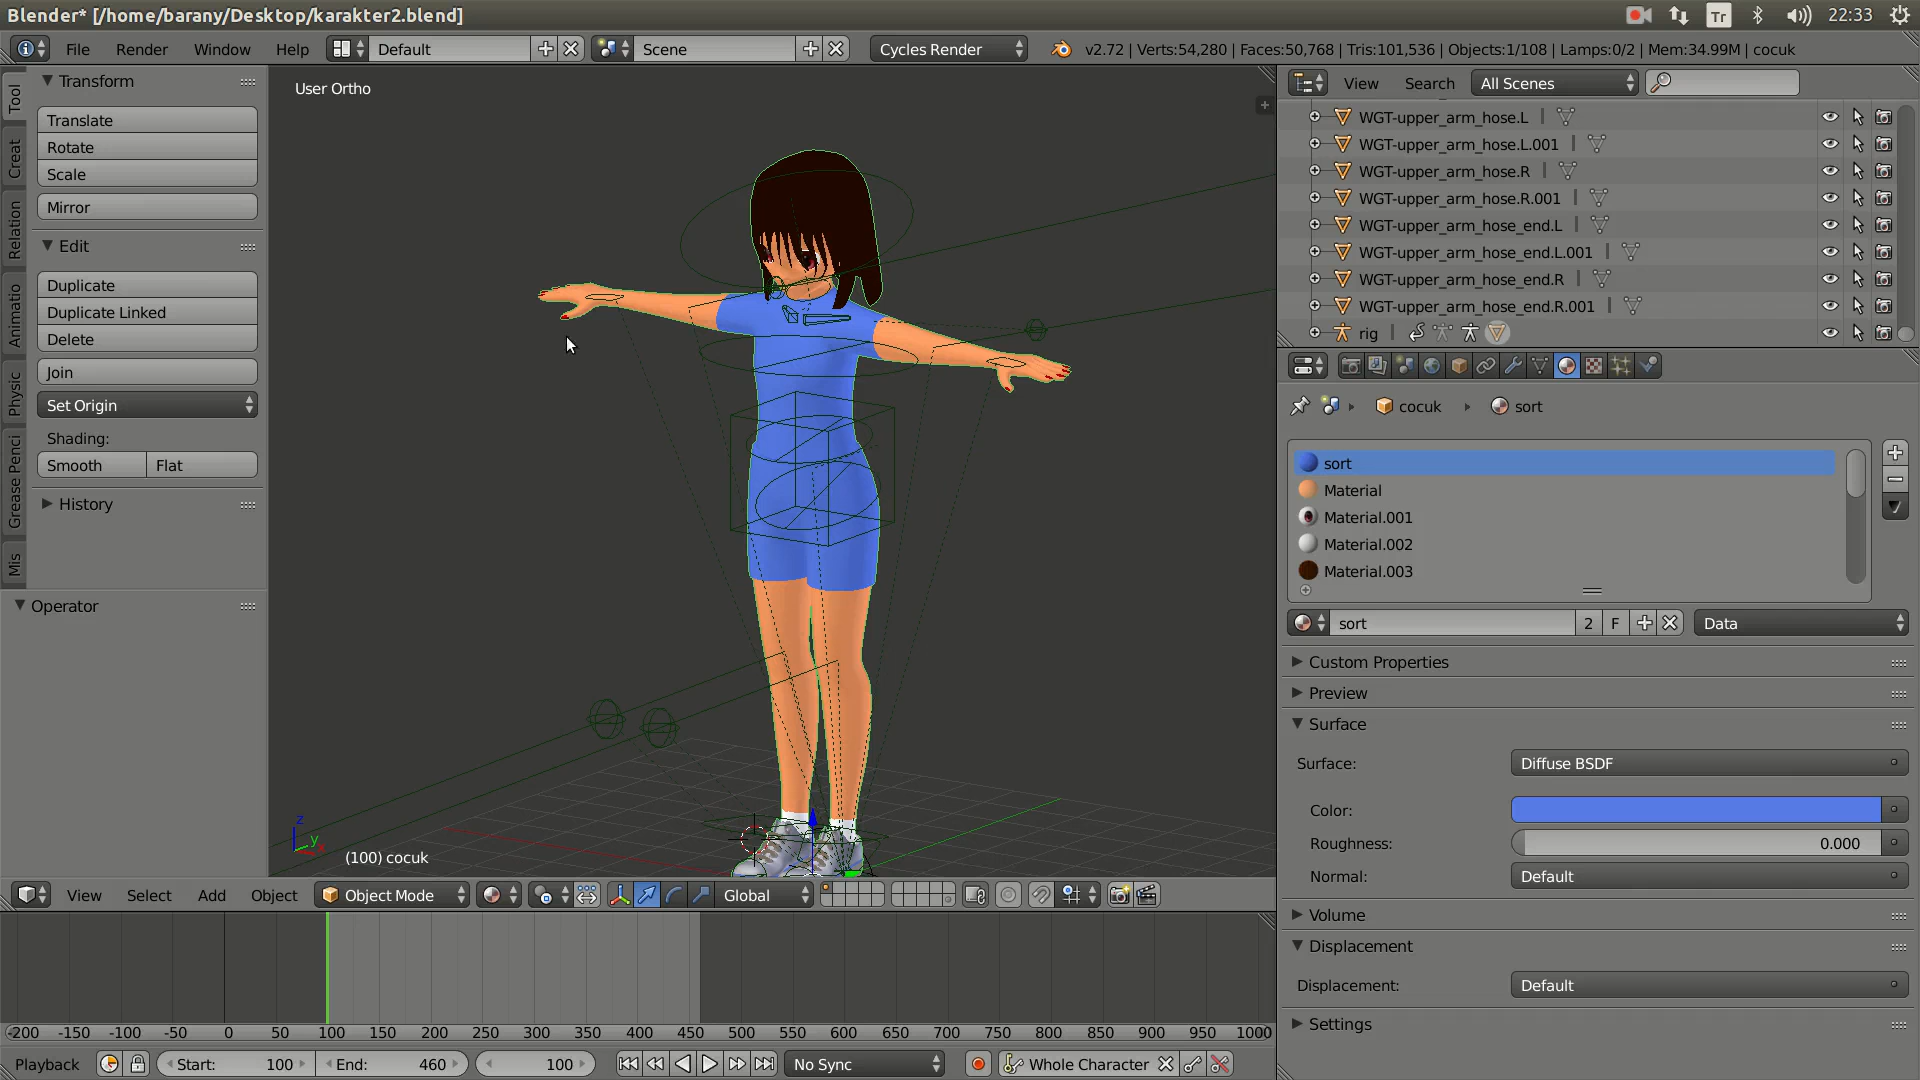 Blender* [/home/barany/Desktop/karakter2.blend]
Tr
22:33
File
Render
Window
Help
Default
Scene
Cycles Render
v2.72 | Verts:54,280 | Faces:50,768 | Tris:101,536 | Objects:1/108 | Lamps:0/2 | Mem:34.99M | cocuk
Tool
Creat
Relation
Animatio
Physic
Grease Penci
Mis
Transform
Translate
Rotate
Scale
Mirror
Edit
Duplicate
Duplicate Linked
Delete
Join
Set Origin
Shading:
Smooth
Flat
History
Operator
User Ortho
z
y
(100) cocuk
View
Search
All Scenes
WGT-upper_arm_hose.L
WGT-upper_arm_hose.L.001
WGT-upper_arm_hose.R
WGT-upper_arm_hose.R.001
WGT-upper_arm_hose_end.L
WGT-upper_arm_hose_end.L.001
WGT-upper_arm_hose_end.R
WGT-upper_arm_hose_end.R.001
rig
cocuk
sort
sort
Material
Material.001
Material.002
Material.003
sort
2
F
Data
Custom Properties
Preview
Surface
Surface:
Diffuse BSDF
Color:
Roughness:
0.000
Normal:
Default
Volume
Displacement
Displacement:
Default
Settings
View
Select
Add
Object
Object Mode
Global
-200 -150 -100 -50 0 50 100 150 200 250 300 350 400 450 500 550 600 650 700 750 800 850 900 950 1000
Playback
Start:
100
End:
460
100
No Sync
Whole Character